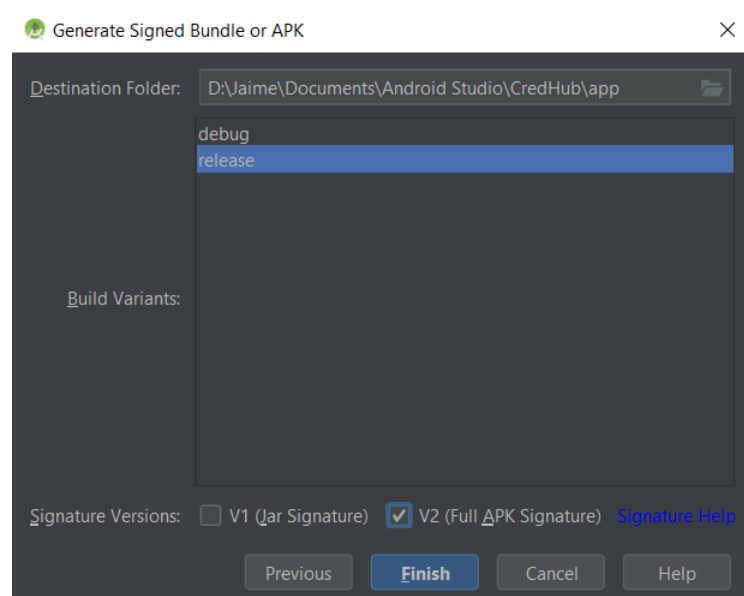 Generate Signed Bundle or APK
Destination Folder: D:\Jaime\Documents\Android Studio\CredHub\app
debug
release
Build Variants:
Signature Versions: V1 (Jar Signature) V2 (Full APK Signature) Signature Help
Previous Finish Cancel Help